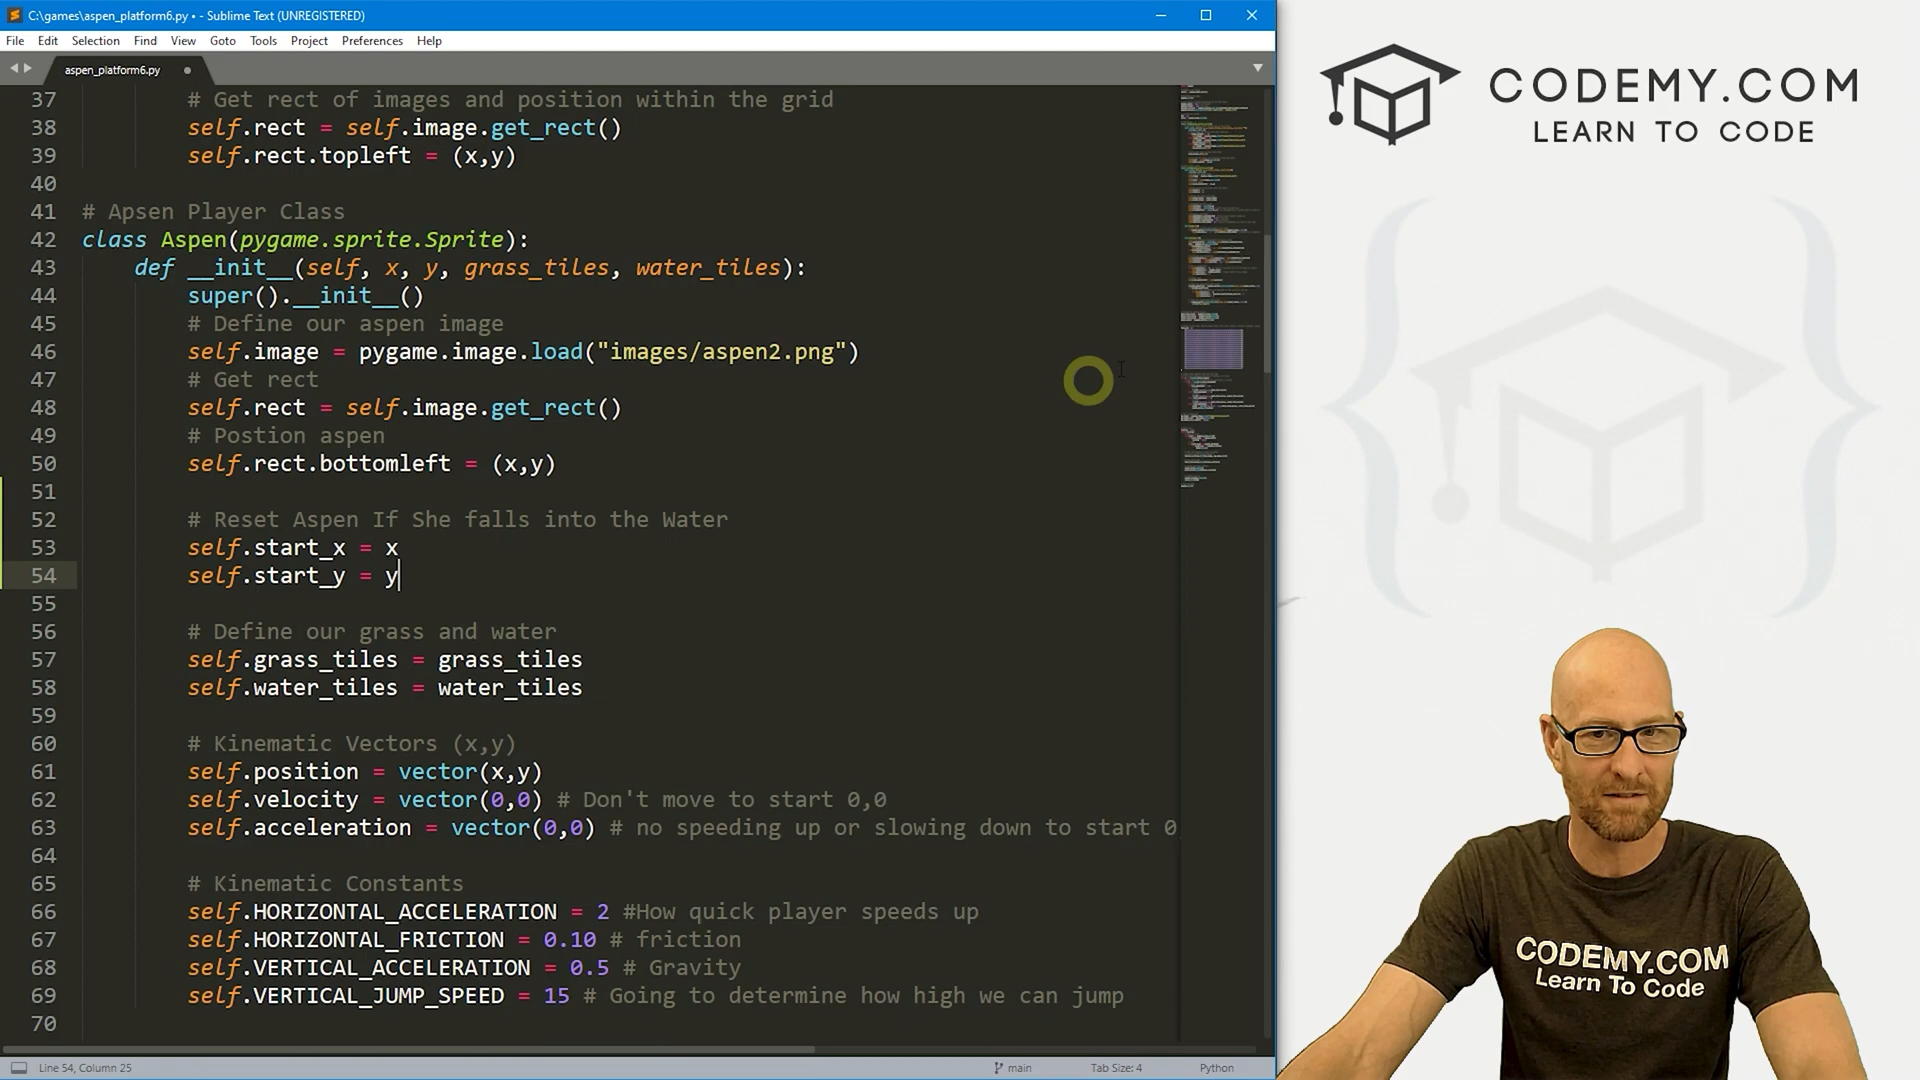 C:\games\aspen_platform6.py • - Sublime Text (UNREGISTERED)
File Edit Selection Find View Goto Tools Project Preferences Help
aspen_platform6.py
37 # Get rect of images and position within the grid
38 self.rect = self.image.get_rect()
39 self.rect.topleft = (x,y)
40
41 # Apsen Player Class
42 class Aspen(pygame.sprite.Sprite):
43 def __init__(self, x, y, grass_tiles, water_tiles):
44 super().__init__()
45 # Define our aspen image
46 self.image = pygame.image.load("images/aspen2.png")
47 # Get rect
48 self.rect = self.image.get_rect()
49 # Postion aspen
50 self.rect.bottomleft = (x,y)
51
52 # Reset Aspen If She falls into the Water
53 self.start_x = x
54 self.start_y = y
55
56 # Define our grass and water
57 self.grass_tiles = grass_tiles
58 self.water_tiles = water_tiles
59
60 # Kinematic Vectors (x,y)
61 self.position = vector(x,y)
62 self.velocity = vector(0,0) # Don't move to start 0,0
63 self.acceleration = vector(0,0) # no speeding up or slowing down to start 0
64
65 # Kinematic Constants
66 self.HORIZONTAL_ACCELERATION = 2 #How quick player speeds up
67 self.HORIZONTAL_FRICTION = 0.10 # friction
68 self.VERTICAL_ACCELERATION = 0.5 # Gravity
69 self.VERTICAL_JUMP_SPEED = 15 # Going to determine how high we can jump
70
Line 54, Column 25
main
Tab Size: 4
Python
CODEMY.COM
LEARN TO CODE
CODEMY.COM
Learn To Code